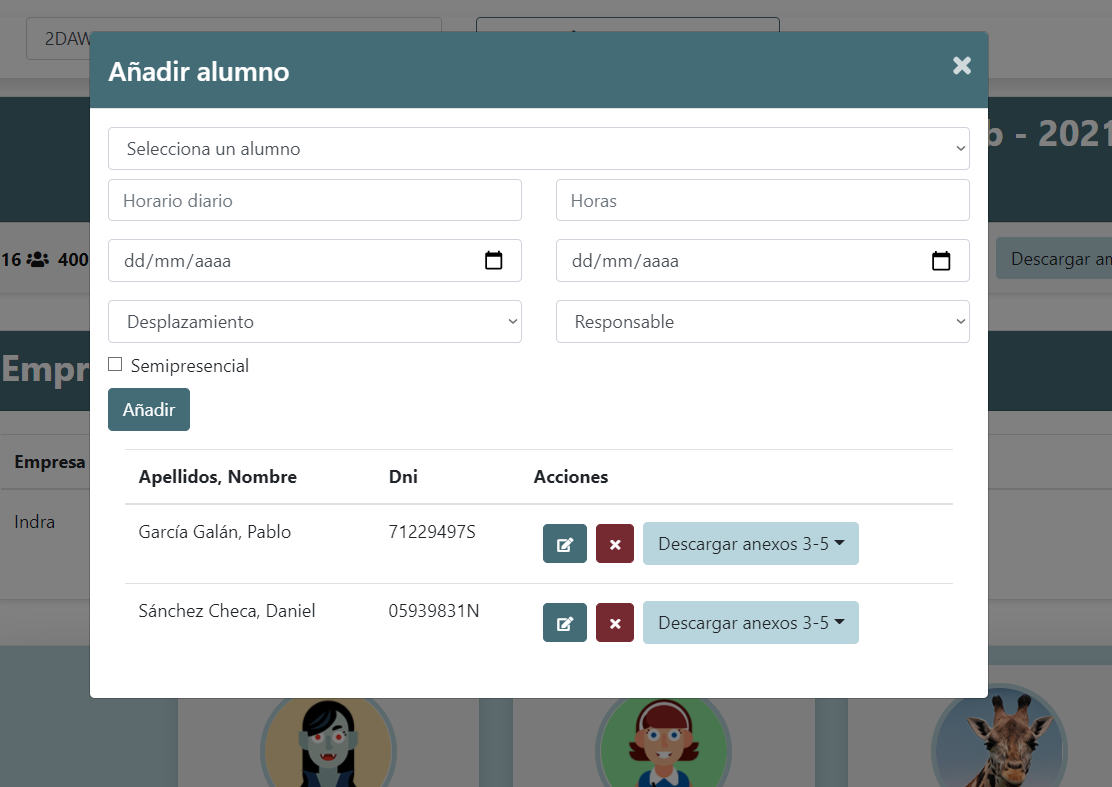 2DAW
Añadir alumno
b - 2021
Selecciona un alumno
Horario diario
Horas
16 400
dd/mm/aaaa
dd/mm/aaaa
Descargar an
Desplazamiento
Responsable
Empr
Semipresencial
Añadir
Empresa
Apellidos, Nombre Dni Acciones
Indra
García Galán, Pablo 71229497S Descargar anexos 3-5
Sánchez Checa, Daniel 05939831N Descargar anexos 3-5